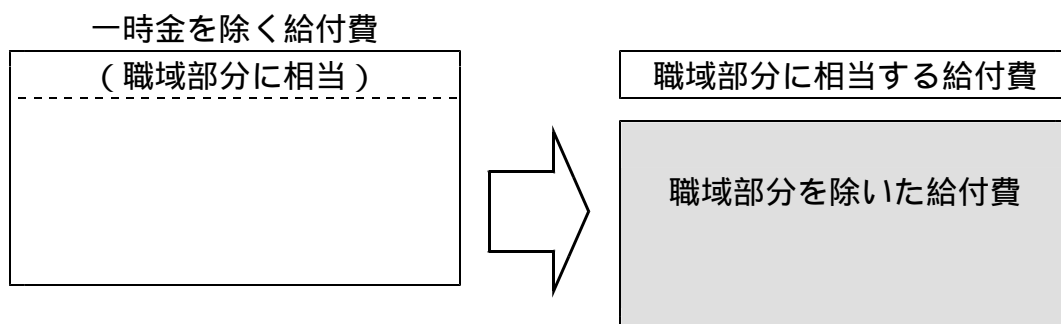 一時金を除く給付費
(職域部分に相当)
職域部分に相当する給付費
職域部分を除いた給付費